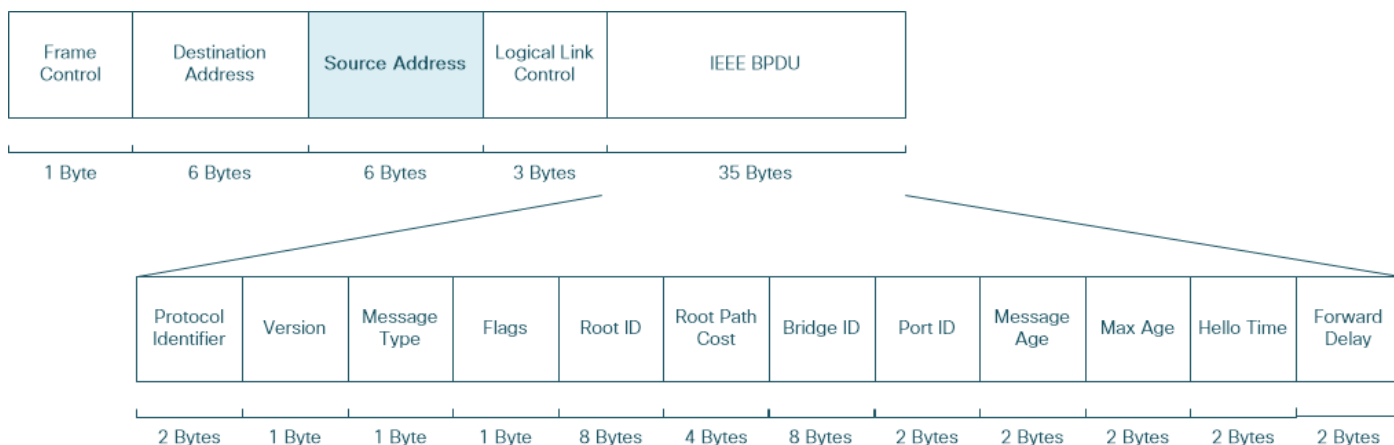 Frame Control
Destination Address
Source Address
Logical Link Control
IEEE BPDU
1 Byte
6 Bytes
6 Bytes
3 Bytes
35 Bytes
Protocol Identifier
Version
Message Type
Flags
Root ID
Root Path Cost
Bridge ID
Port ID
Message Age
Max Age
Hello Time
Forward Delay
2 Bytes
1 Byte
1 Byte
1 Byte
8 Bytes
4 Bytes
8 Bytes
2 Bytes
2 Bytes
2 Bytes
2 Bytes
2 Bytes